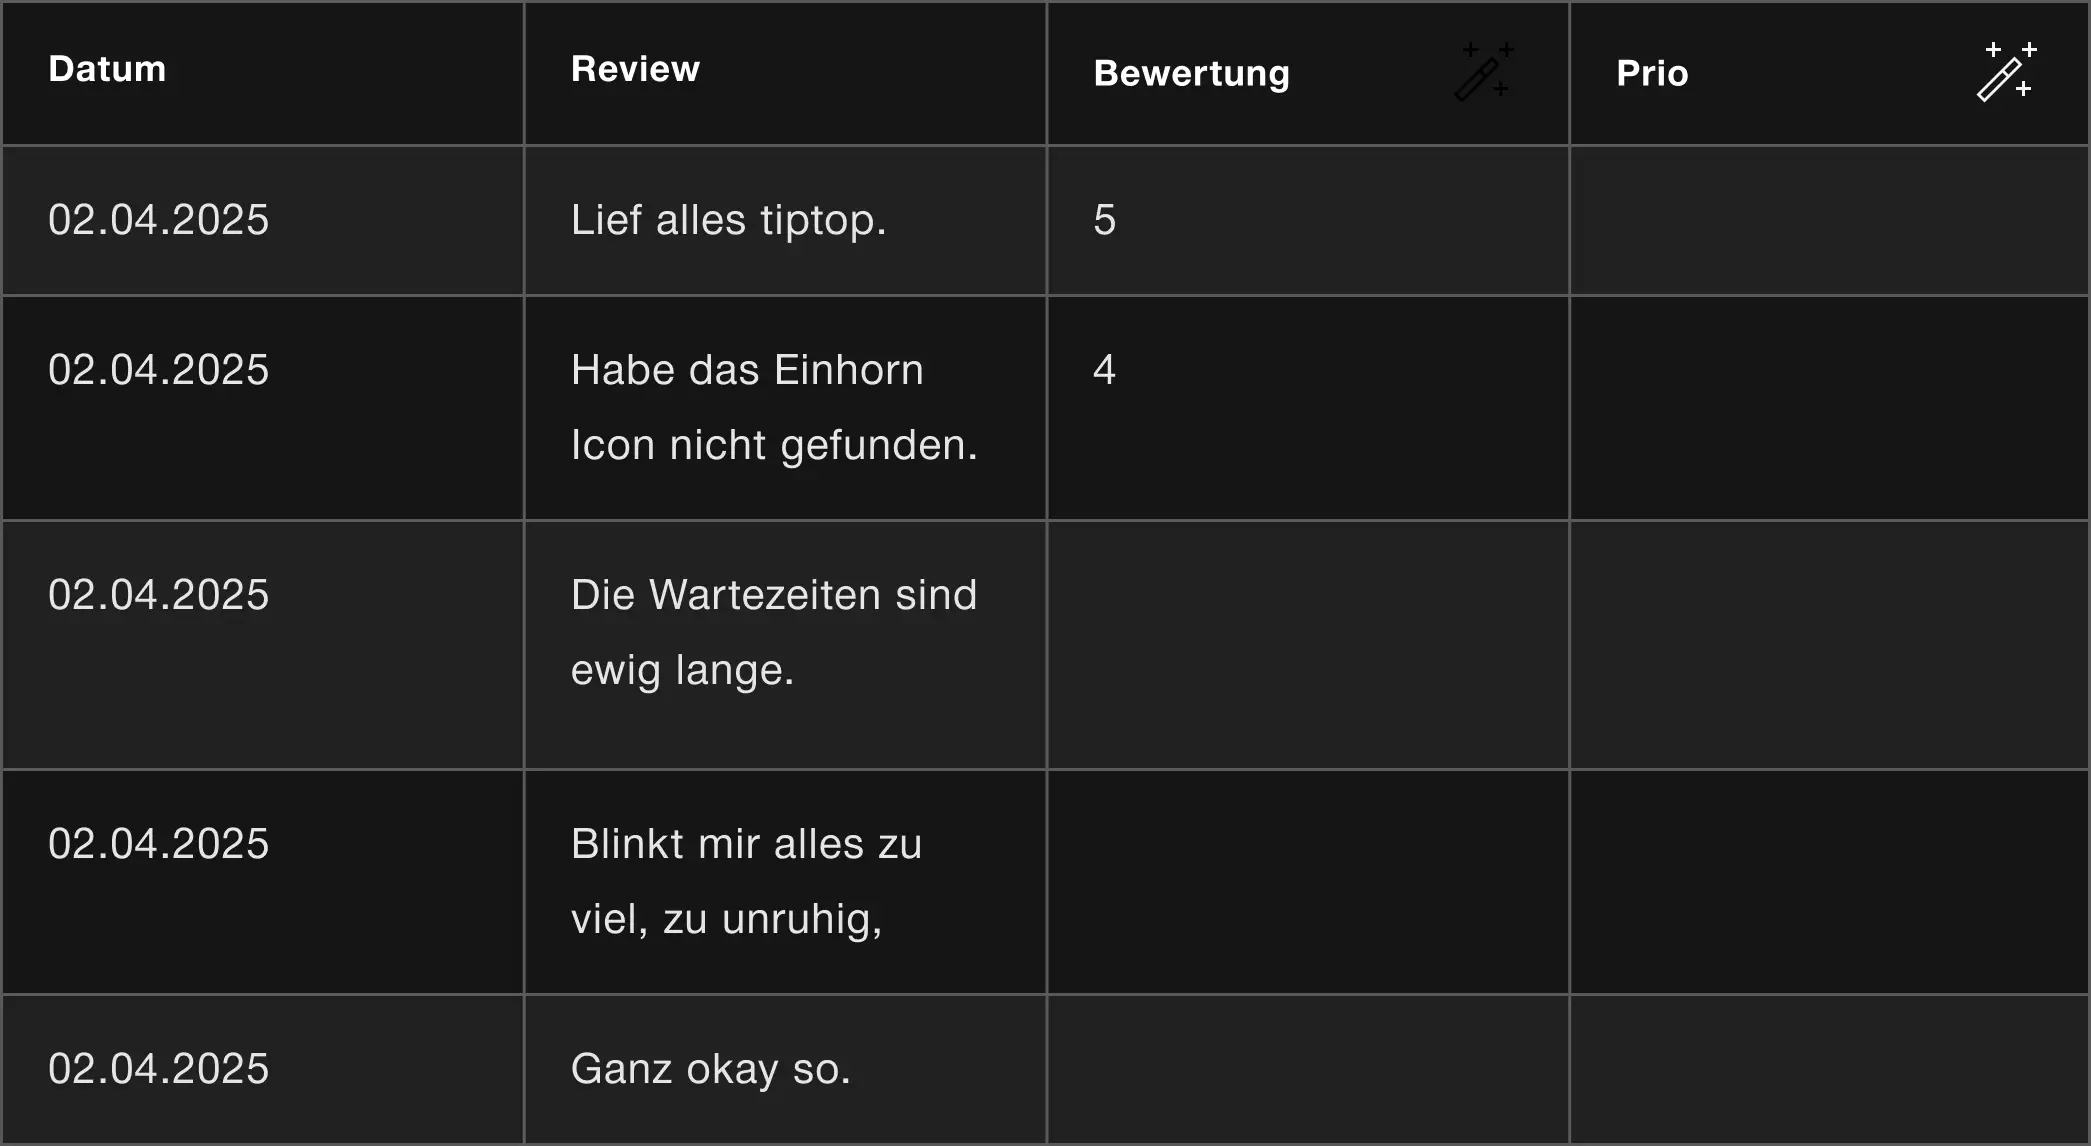 Datum Review Bewertung Prio
02.04.2025 Lief alles tiptop. 5
02.04.2025 Habe das Einhorn 4
Icon nicht gefunden.
02.04.2025 Die Wartezeiten sind
ewig lange.
02.04.2025 Blinkt mir alles zu
viel, zu unruhig,
02.04.2025 Ganz okay so.